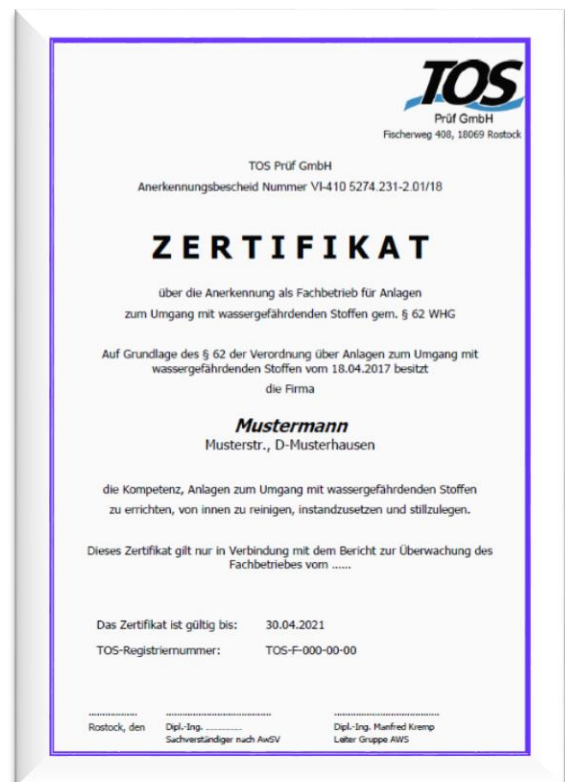 TOS
Prüf GmbH
Fischerweg 408, 18069 Rostock
TOS Prüf GmbH
Anerkennungsbescheid Nummer VI-410 5274.231-2.01/18
ZERTIFIKAT
über die Anerkennung als Fachbetrieb für Anlagen
zum Umgang mit wassergefährdenden Stoffen gem. § 62 WHG
Auf Grundlage des § 62 der Verordnung über Anlagen zum Umgang mit
wassergefährdenden Stoffen vom 18.04.2017 besitzt
die Firma
Mustermann
Musterstr., D-Musterhausen
die Kompetenz, Anlagen zum Umgang mit wassergefährdenden Stoffen
zu errichten, von innen zu reinigen, instandzusetzen und stillzulegen.
Dieses Zertifikat gilt nur in Verbindung mit dem Bericht zur Überwachung des
Fachbetriebes vom ......
Das Zertifikat ist gültig bis: 30.04.2021
TOS-Registriernummer: TOS-F-000-00-00
Rostock, den Dipl.-Ing. ............... Dipl.-Ing. Manfred Kremp
Sachverständiger nach AwSV Leiter Gruppe AWS